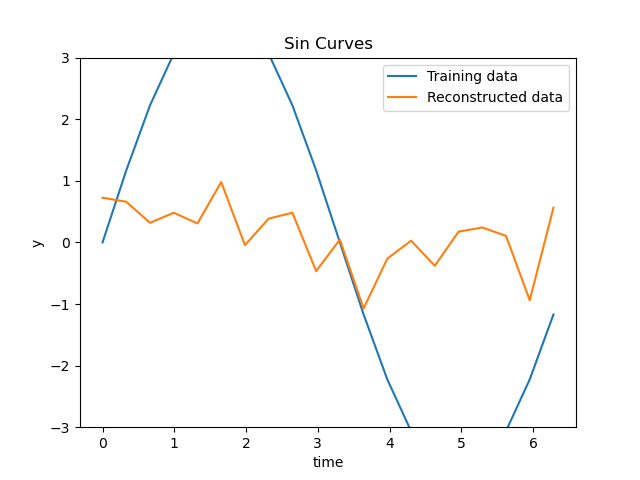 Sin Curves
Training data
Reconstructed data
3
2
1
0
−1
−2
−3
y
0 1 2 3 4 5 6
time